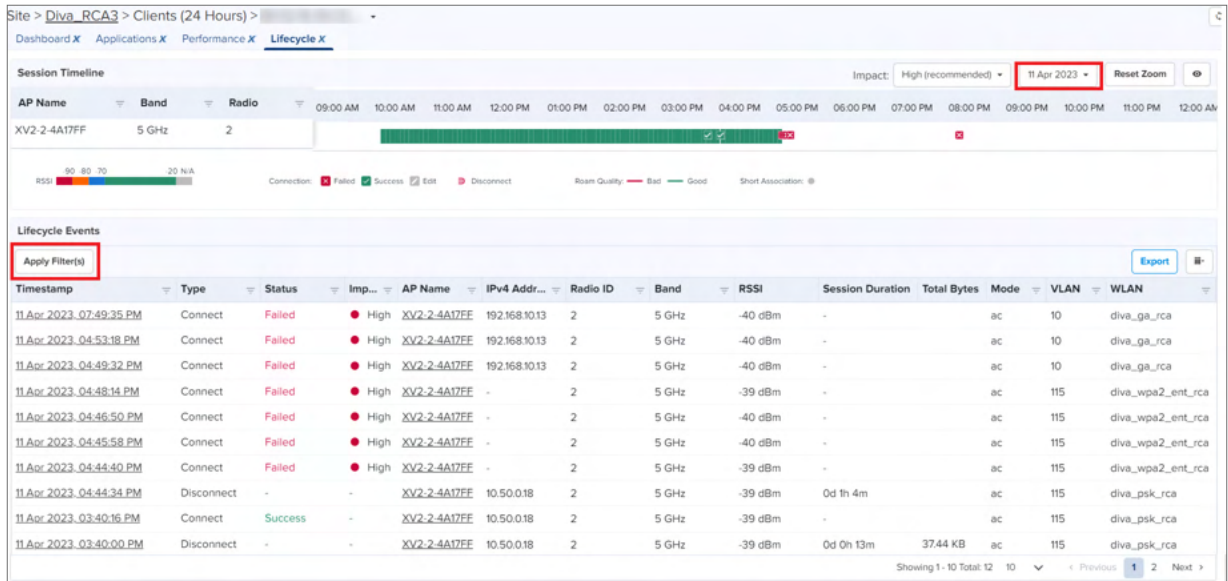 Site > Diva_RCA3 > Clients (24 Hours) >
Dashboard X Applications X Performance X Lifecycle X
Session Timeline Impact: High (recommended) 11 Apr 2023 Reset Zoom
AP Name Band Radio 09:00 AM 10:00 AM 11:00 AM 12:00 PM 01:00 PM 02:00 PM 03:00 PM 04:00 PM 05:00 PM 06:00 PM 07:00 PM 08:00 PM 09:00 PM 10:00 PM 11:00 PM 12:00 AM
XV2-2-4A17FF 5 GHz 2
RSSI -90 -80 -70 -20 N/A Connection: Failed Success Edit Disconnect Roam Quality: Bad Good Short Association:
Lifecycle Events
Apply Filter(s) Export
Timestamp Type Status Imp... AP Name IPv4 Addr... Radio ID Band RSSI Session Duration Total Bytes Mode VLAN WLAN
11 Apr 2023, 07:49:35 PM Connect Failed High XV2-2-4A17FF 192.168.10.13 2 5 GHz -40 dBm - ac 10 diva_ga_rca
11 Apr 2023, 04:53:18 PM Connect Failed High XV2-2-4A17FF 192.168.10.13 2 5 GHz -40 dBm - ac 10 diva_ga_rca
11 Apr 2023, 04:49:32 PM Connect Failed High XV2-2-4A17FF 192.168.10.13 2 5 GHz -40 dBm - ac 10 diva_ga_rca
11 Apr 2023, 04:48:14 PM Connect Failed High XV2-2-4A17FF - 2 5 GHz -39 dBm - ac 115 diva_wpa2_ent_rca
11 Apr 2023, 04:46:50 PM Connect Failed High XV2-2-4A17FF - 2 5 GHz -40 dBm - ac 115 diva_wpa2_ent_rca
11 Apr 2023, 04:45:58 PM Connect Failed High XV2-2-4A17FF - 2 5 GHz -40 dBm - ac 115 diva_wpa2_ent_rca
11 Apr 2023, 04:44:40 PM Connect Failed High XV2-2-4A17FF - 2 5 GHz -39 dBm - ac 115 diva_wpa2_ent_rca
11 Apr 2023, 04:44:34 PM Disconnect - - XV2-2-4A17FF 10.50.0.18 2 5 GHz -39 dBm 0d 1h 4m ac 115 diva_psk_rca
11 Apr 2023, 03:40:16 PM Connect Success - XV2-2-4A17FF 10.50.0.18 2 5 GHz -39 dBm - ac 115 diva_psk_rca
11 Apr 2023, 03:40:00 PM Disconnect - - XV2-2-4A17FF 10.50.0.18 2 5 GHz -39 dBm 0d 0h 13m 37.44 KB ac 115 diva_psk_rca
Showing 1 - 10 Total: 12 10 < Previous 1 2 Next >